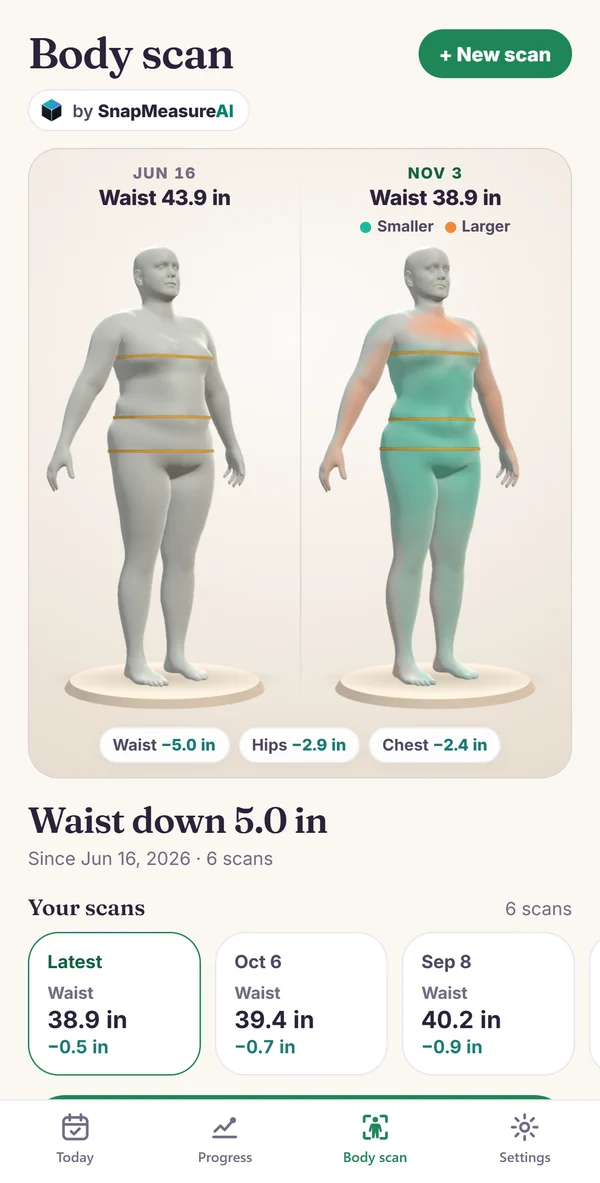 Body scan
+ New scan
by SnapMeasureAI
JUN 16
Waist 43.9 in
NOV 3
Waist 38.9 in
Smaller
Larger
Waist −5.0 in
Hips −2.9 in
Chest −2.4 in
Waist down 5.0 in
Since Jun 16, 2026 · 6 scans
Your scans
6 scans
Latest
Waist
38.9 in
−0.5 in
Oct 6
Waist
39.4 in
−0.7 in
Sep 8
Waist
40.2 in
−0.9 in
Today
Progress
Body scan
Settings